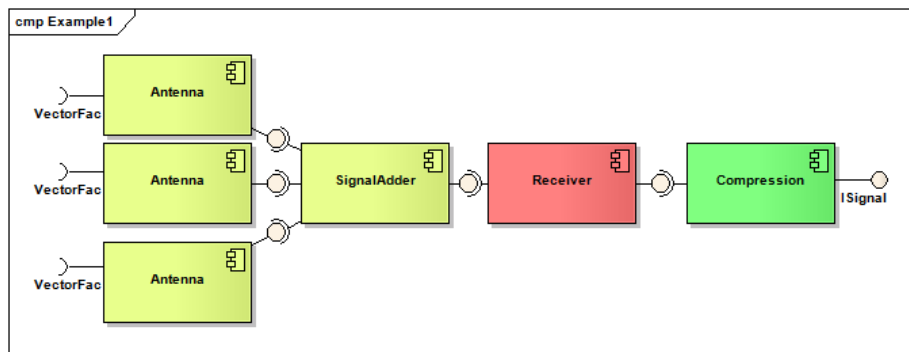 cmp Example1
Antenna
VectorFac
Antenna
VectorFac
SignalAdder
Receiver
Compression
ISignal
Antenna
VectorFac